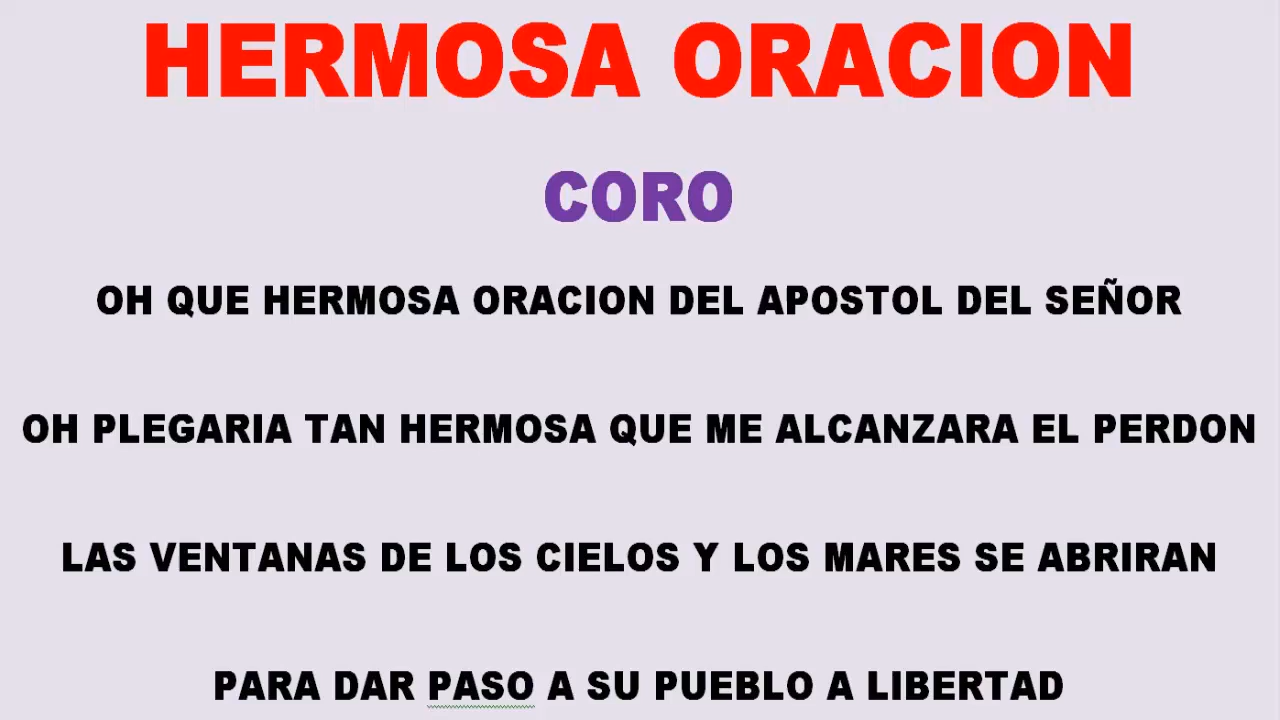 HERMOSA ORACION
CORO
OH QUE HERMOSA ORACION DEL APOSTOL DEL SEÑOR
OH PLEGARIA TAN HERMOSA QUE ME ALCANZARA EL PERDON
LAS VENTANAS DE LOS CIELOS Y LOS MARES SE ABRIRAN
PARA DAR PASO A SU PUEBLO A LIBERTAD